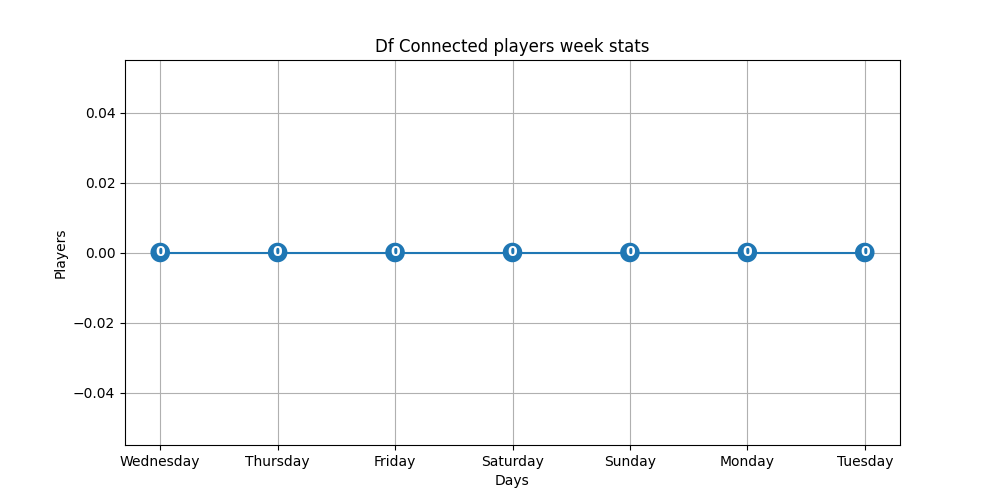 Df Connected players week stats
0.04
0.02
0.00
−0.02
−0.04
Players
0 0 0 0 0 0 0
Wednesday Thursday Friday Saturday Sunday Monday Tuesday
Days